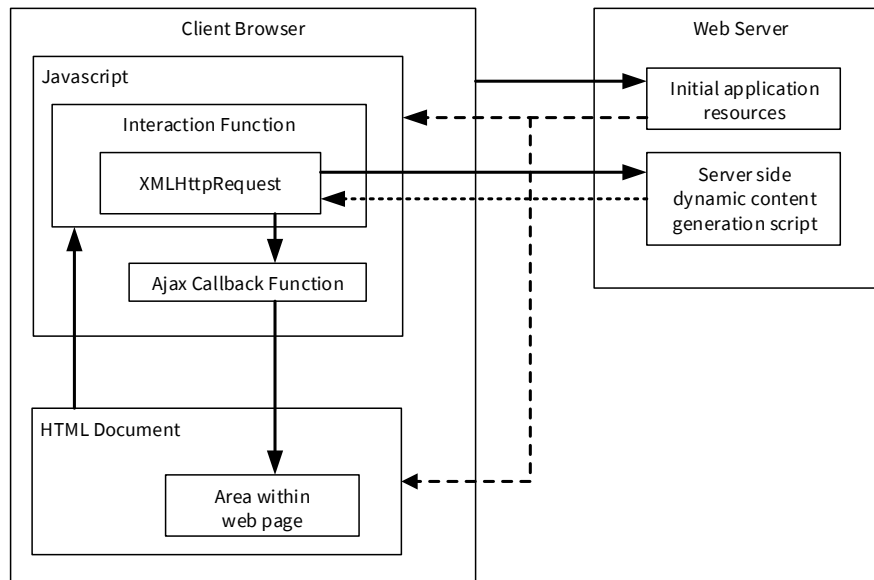 Client Browser
Javascript
Interaction Function
XMLHttpRequest
Ajax Callback Function
HTML Document
Area within
web page
Web Server
Initial application
resources
Server side
dynamic content
generation script